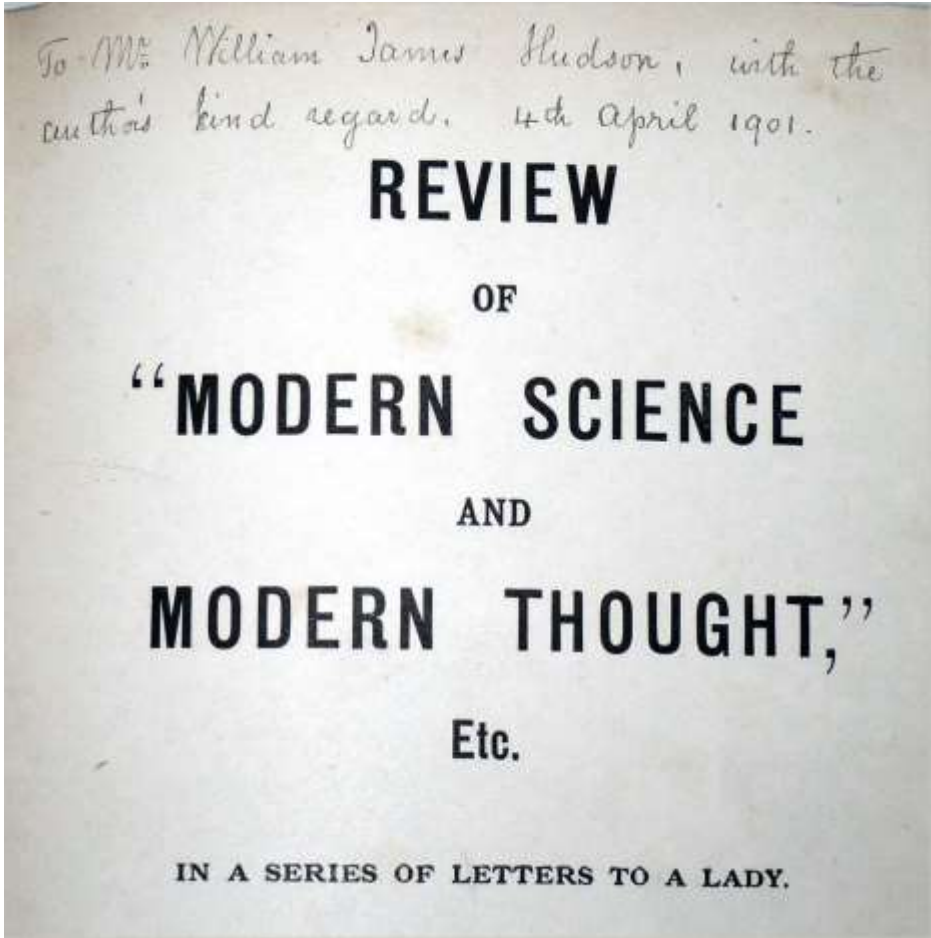 To Mr. William James Hudson, with the
author's kind regard. 4th April 1901.
REVIEW
OF
“MODERN SCIENCE
AND
MODERN THOUGHT,”
Etc.
IN A SERIES OF LETTERS TO A LADY.